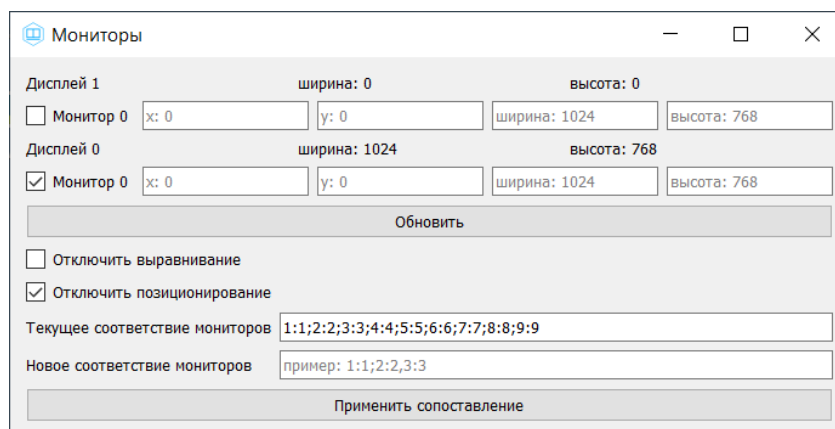 Мониторы
Дисплей 1 ширина: 0 высота: 0
Монитор 0 x: 0 y: 0 ширина: 1024 высота: 768
Дисплей 0 ширина: 1024 высота: 768
Монитор 0 x: 0 y: 0 ширина: 1024 высота: 768
Обновить
Отключить выравнивание
Отключить позиционирование
Текущее соответствие мониторов 1:1;2:2;3:3;4:4;5:5;6:6;7:7;8:8;9:9
Новое соответствие мониторов пример: 1:1;2:2,3:3
Применить сопоставление